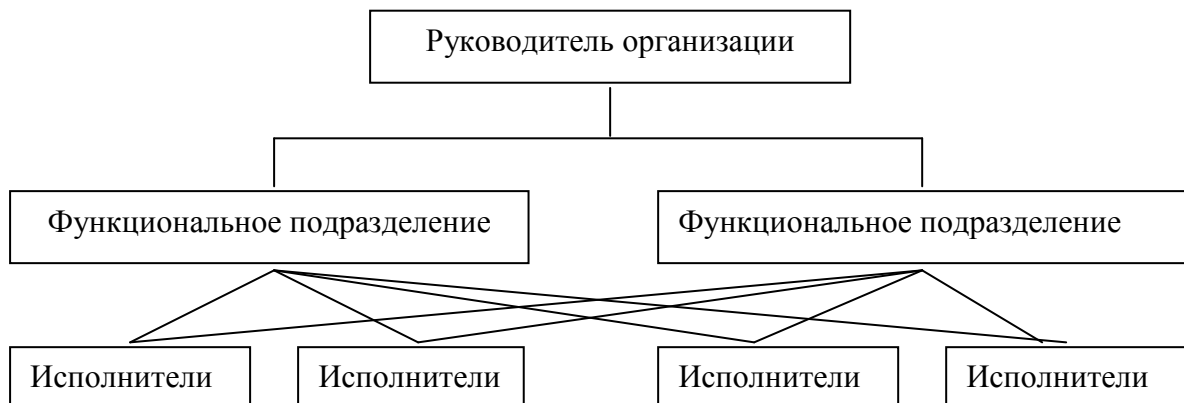 Руководитель организации
Функциональное подразделение
Функциональное подразделение
Исполнители
Исполнители
Исполнители
Исполнители